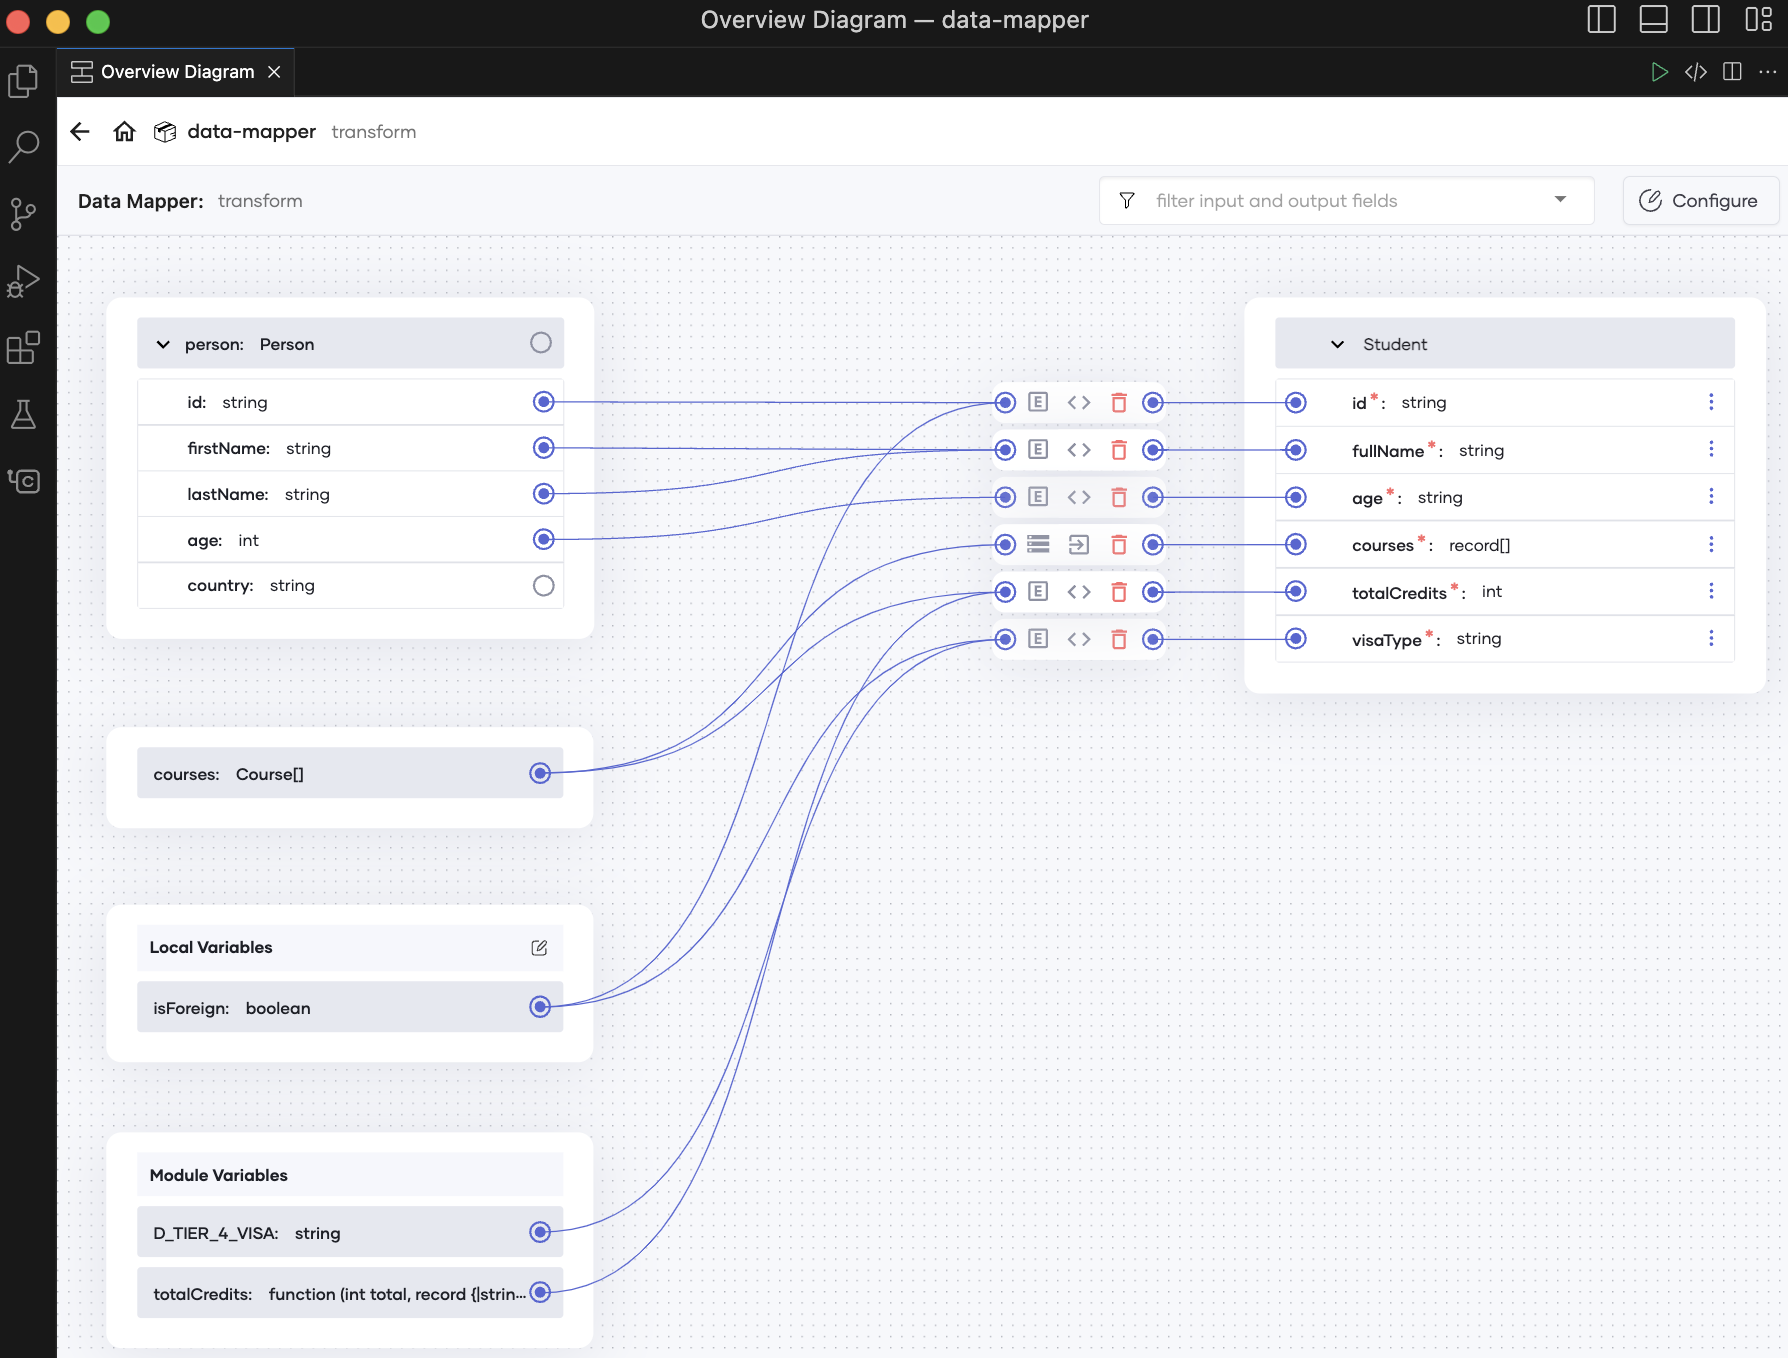 Overview Diagram — data-mapper
Overview Diagram
data-mapper transform
Data Mapper: transform
filter input and output fields
Configure
person: Person
id: string
firstName: string
lastName: string
age: int
country: string
courses: Course[]
Local Variables
isForeign: boolean
Module Variables
D_TIER_4_VISA: string
totalCredits: function (int total, record {|strin...
E
E
E
E
E
Student
id*: string
fullName*: string
age*: string
courses*: record[]
totalCredits*: int
visaType*: string